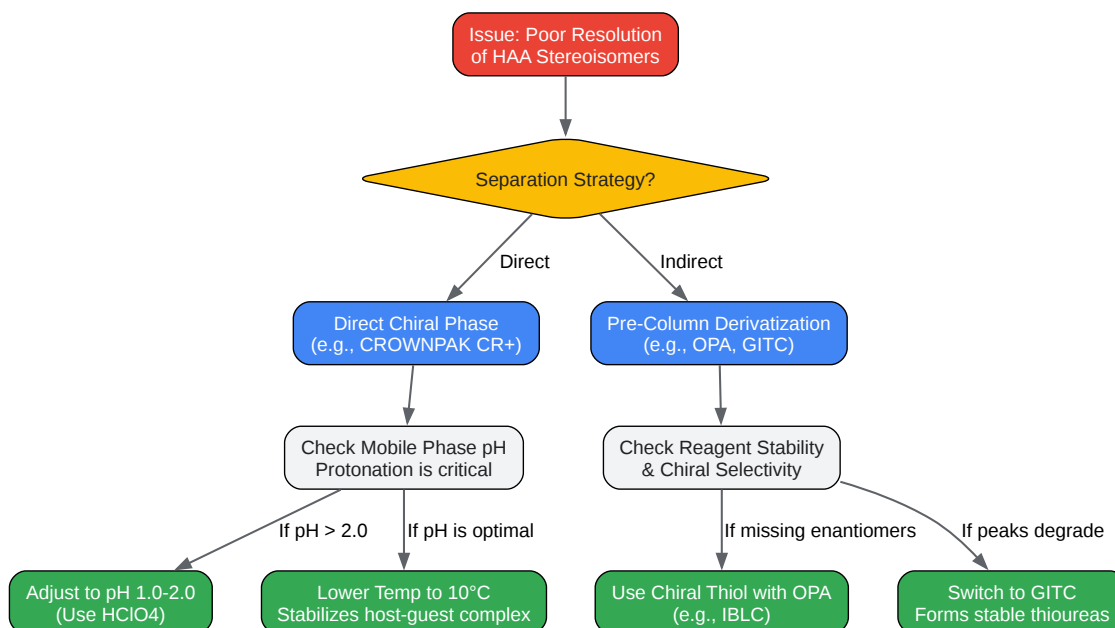 Issue: Poor Resolution
of HAA Stereoisomers
Separation Strategy?
Direct
Indirect
Direct Chiral Phase
(e.g., CROWNPAK CR+)
Pre-Column Derivatization
(e.g., OPA, GITC)
Check Mobile Phase pH
Protonation is critical
Check Reagent Stability
& Chiral Selectivity
If pH > 2.0
If pH is optimal
If missing enantiomers
If peaks degrade
Adjust to pH 1.0-2.0
(Use HClO4)
Lower Temp to 10°C
Stabilizes host-guest complex
Use Chiral Thiol with OPA
(e.g., IBLC)
Switch to GITC
Forms stable thioureas